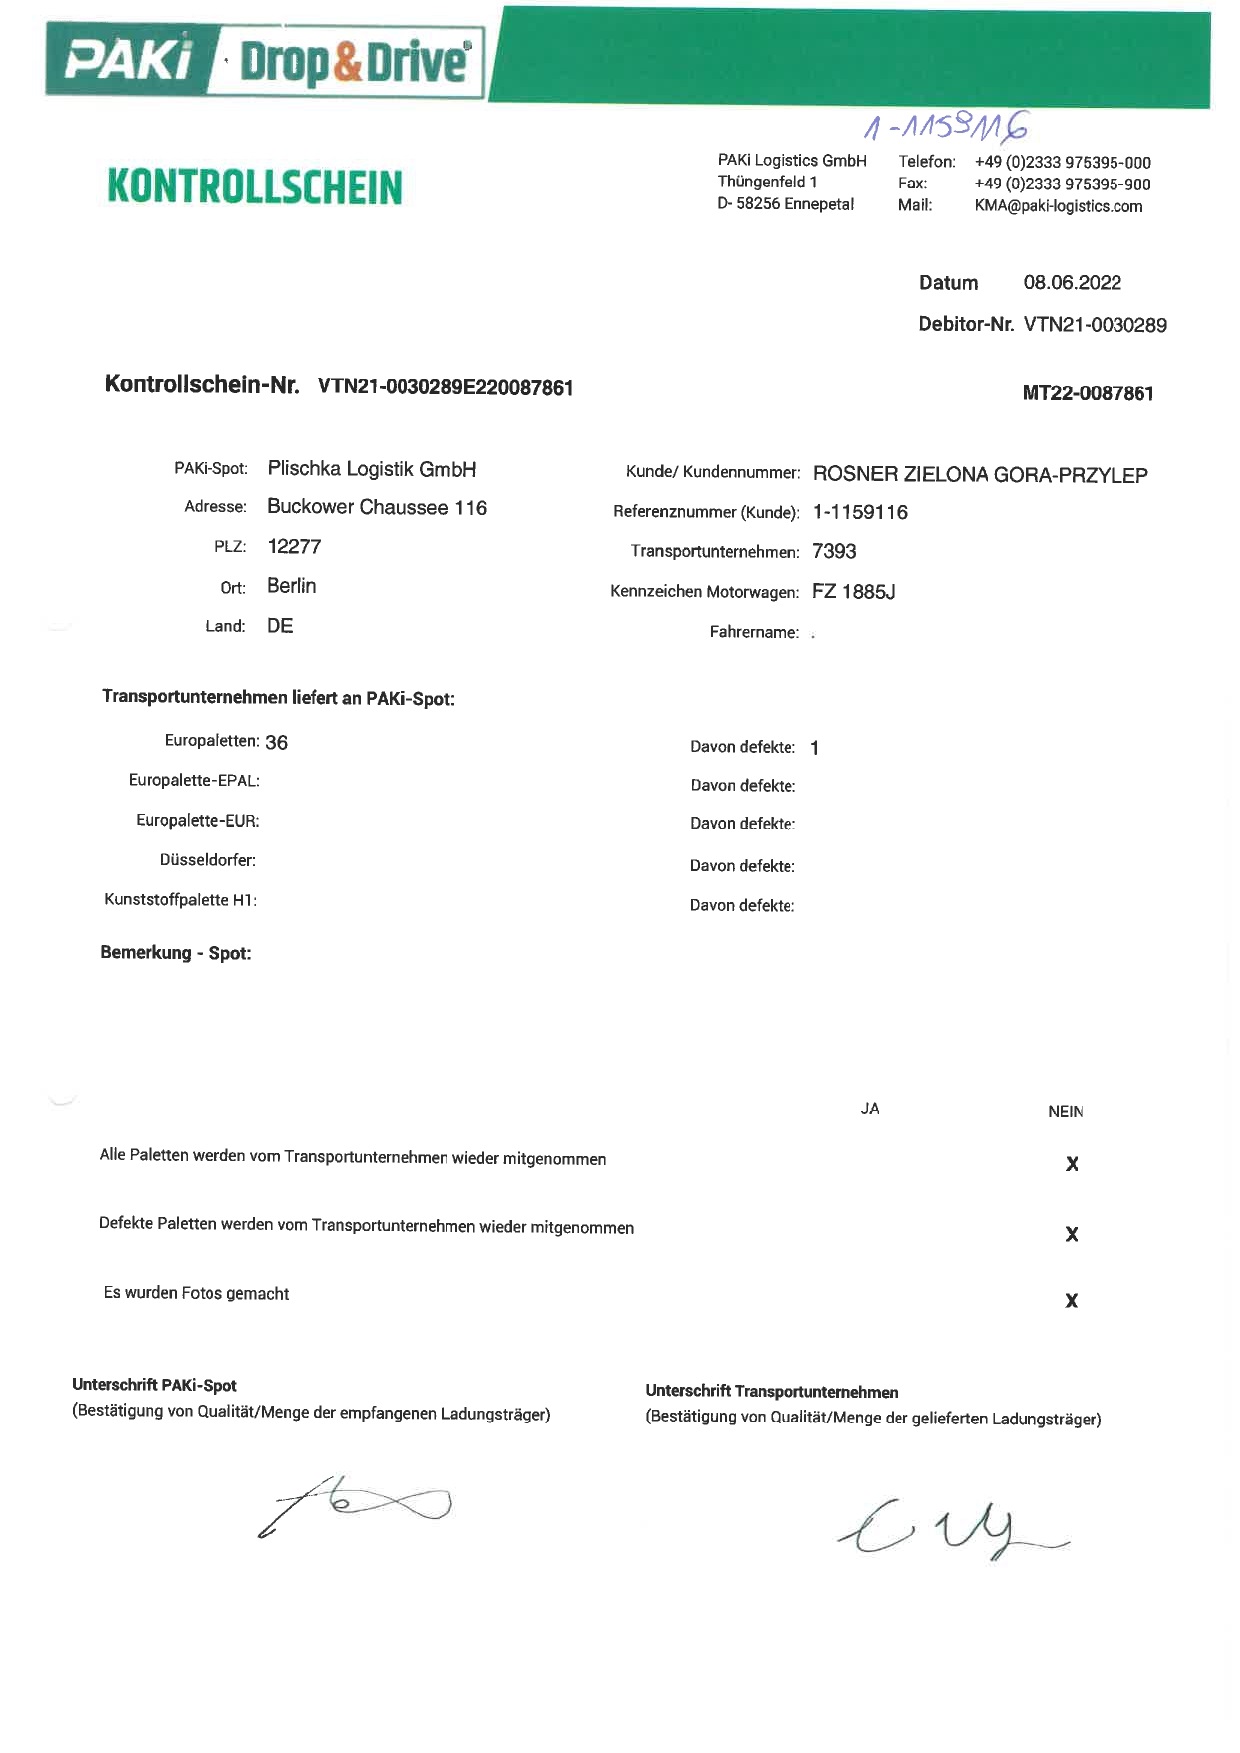 PAKi Drop&Drive®
1-1159116
KONTROLLSCHEIN
PAKi Logistics GmbH Telefon: +49 (0)2333 975395-000
Thüngenfeld 1 Fax: +49 (0)2333 975395-900
D- 58256 Ennepetal Mail: KMA@paki-logistics.com
Datum 08.06.2022
Debitor-Nr. VTN21-0030289
Kontrollschein-Nr. VTN21-0030289E220087861 MT22-0087861
PAKi-Spot: Plischka Logistik GmbH Kunde/ Kundennummer: ROSNER ZIELONA GORA-PRZYLEP
Adresse: Buckower Chaussee 116 Referenznummer (Kunde): 1-1159116
PLZ: 12277 Transportunternehmen: 7393
Ort: Berlin Kennzeichen Motorwagen: FZ 1885J
Land: DE Fahrername: .
Transportunternehmen liefert an PAKi-Spot:
Europaletten: 36 Davon defekte: 1
Europalette-EPAL: Davon defekte:
Europalette-EUR: Davon defekte:
Düsseldorfer: Davon defekte:
Kunststoffpalette H1: Davon defekte:
Bemerkung - Spot:
JA NEIN
Alle Paletten werden vom Transportunternehmen wieder mitgenommen X
Defekte Paletten werden vom Transportunternehmen wieder mitgenommen X
Es wurden Fotos gemacht X
Unterschrift PAKi-Spot Unterschrift Transportunternehmen
(Bestätigung von Qualität/Menge der empfangenen Ladungsträger) (Bestätigung von Qualität/Menge der gelieferten Ladungsträger)